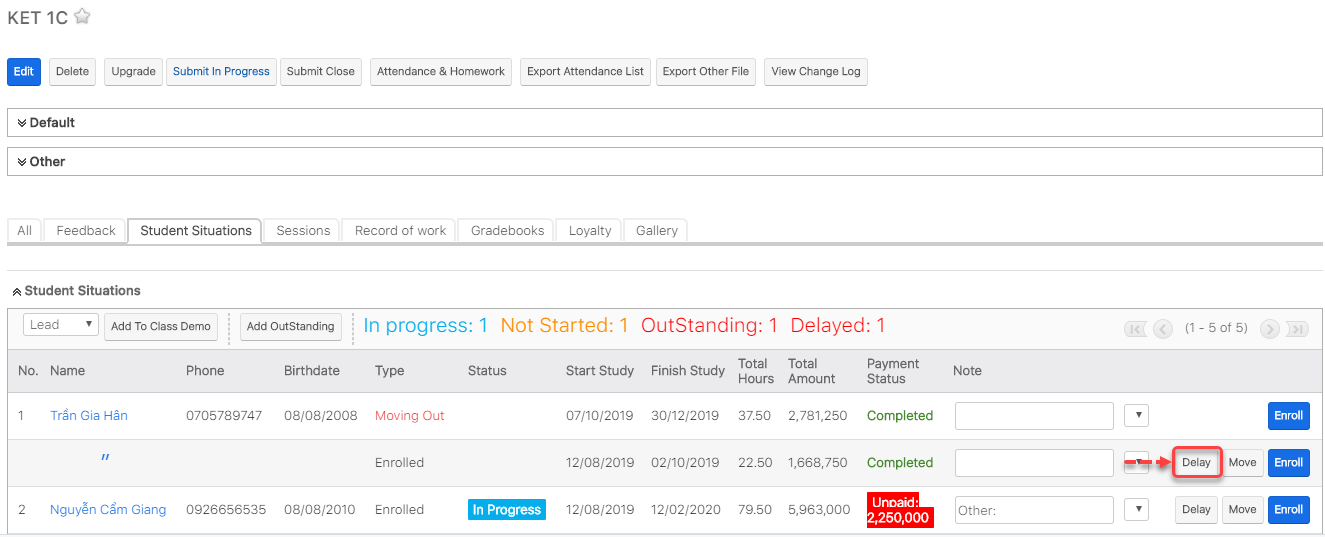 KET 1C
Edit Delete Upgrade Submit In Progress Submit Close Attendance & Homework Export Attendance List Export Other File View Change Log
Default
Other
All Feedback Student Situations Sessions Record of work Gradebooks Loyalty Gallery
Student Situations
Lead Add To Class Demo Add OutStanding In progress: 1 Not Started: 1 OutStanding: 1 Delayed: 1 (1 - 5 of 5)
No. Name Phone Birthdate Type Status Start Study Finish Study Total Hours Total Amount Payment Status Note
1 Trần Gia Hân 0705789747 08/08/2008 Moving Out 07/10/2019 30/12/2019 37.50 2,781,250 Completed Enroll
" Enrolled 12/08/2019 02/10/2019 22.50 1,668,750 Completed Delay Move Enroll
2 Nguyễn Cẩm Giang 0926656535 08/08/2010 Enrolled In Progress 12/08/2019 12/02/2020 79.50 5,963,000 Unpaid: 2,250,000 Other: Delay Move Enroll